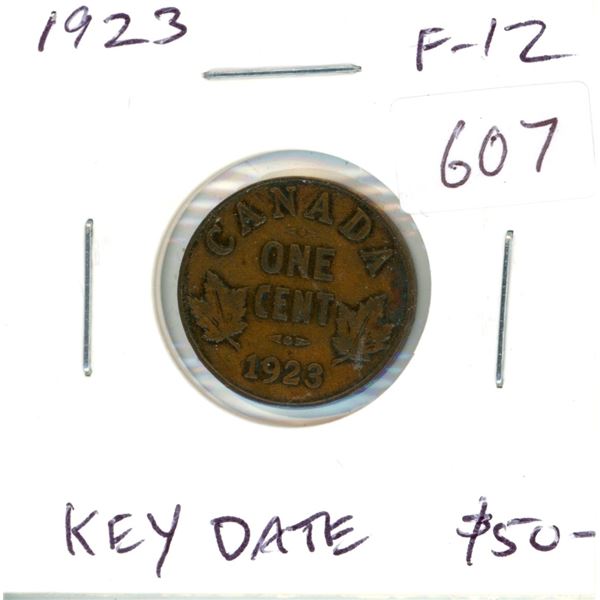 1923 F-12
607
CANADA
ONE
CENT
1923
KEY DATE $50-